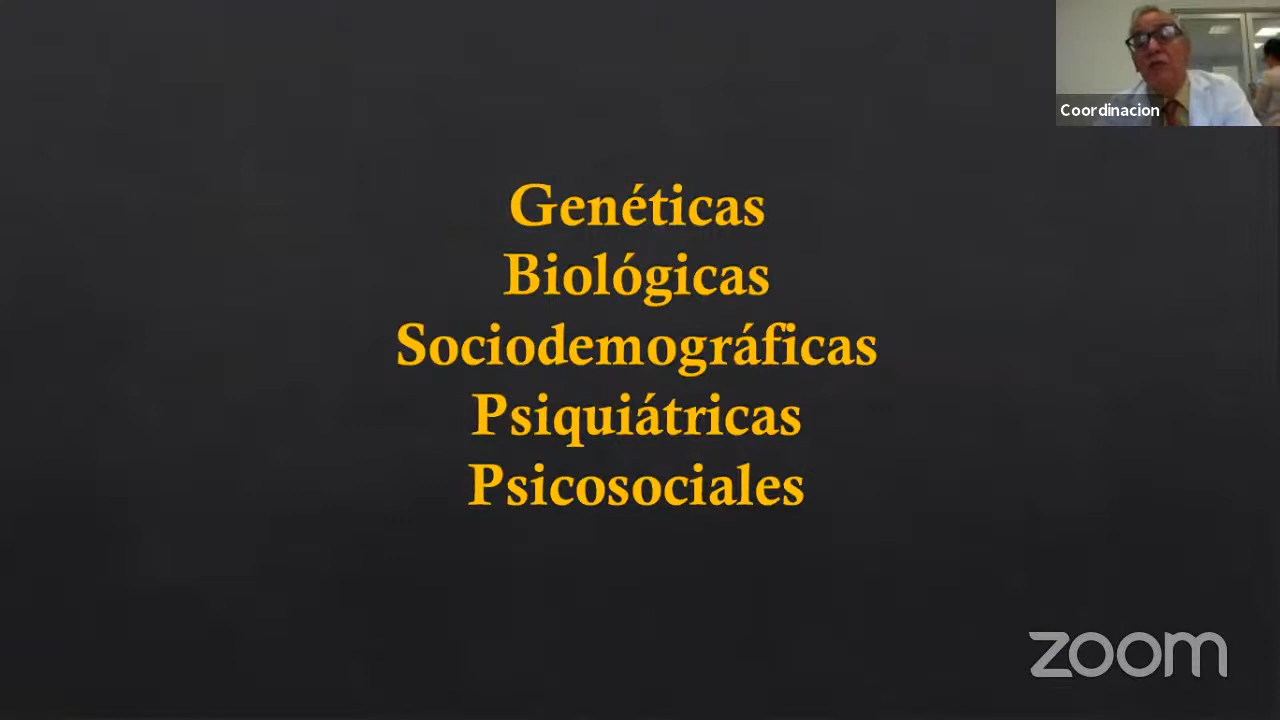 Coordinacion
Genéticas
Biológicas
Sociodemográficas
Psiquiátricas
Psicosociales
zoom